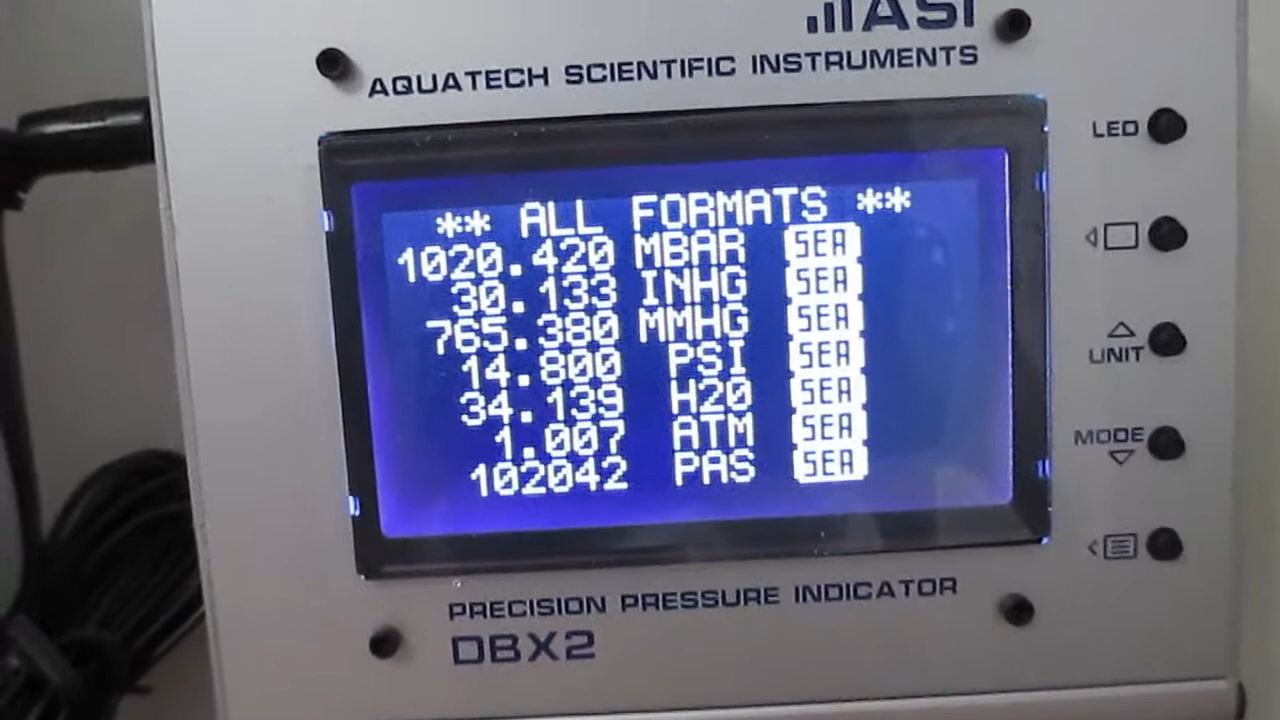 ASI
AQUATECH SCIENTIFIC INSTRUMENTS
LED
** ALL FORMATS **
1020.420 MBAR SEA
30.133 INHG SEA
765.380 MMHG SEA
14.800 PSI SEA
34.139 H20 SEA
1.007 ATM SEA
102042 PAS SEA
UNIT
MODE
PRECISION PRESSURE INDICATOR
DBX2